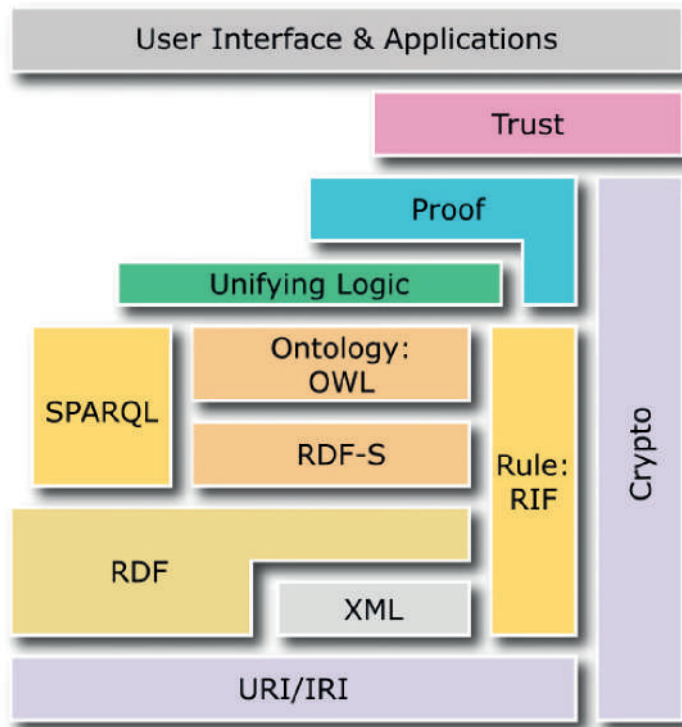 User Interface & Applications
Trust
Proof
Unifying Logic
Ontology:
OWL
SPARQL
RDF-S
Rule:
RIF
Crypto
RDF
XML
URI/IRI